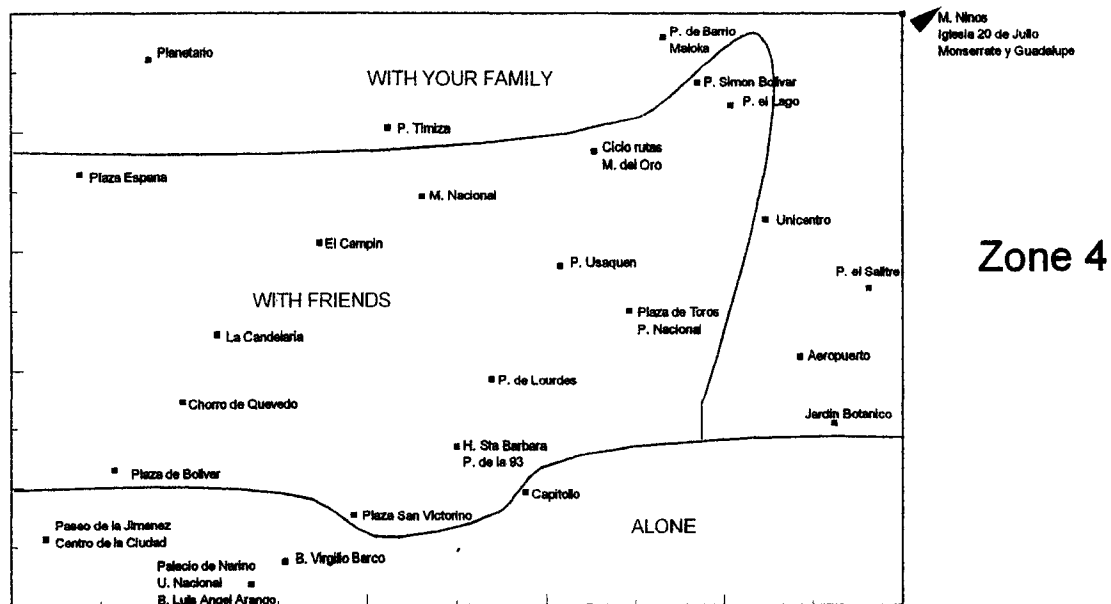 M. Ninos
Iglesia 20 de Julio
Monserrate y Guadalupe
P. de Barrio
Maloka
Planetario
WITH YOUR FAMILY
P. Simon Bolivar
P. el Lago
P. Timiza
Ciclo rutas
M. del Oro
Plaza Espana
M. Nacional
Unicentro
El Campin
Zone 4
P. Usaquen
P. el Salitre
WITH FRIENDS
Plaza de Toros
P. Nacional
La Candelaria
Aeropuerto
P. de Lourdes
Chorro de Quevedo
Jardin Botanico
H. Sta Barbara
P. de la 93
Plaza de Bolivar
Capitolio
Plaza San Victorino
ALONE
Paseo de la Jimenez
Centro de la Ciudad
B. Virgilio Barco
Palacio de Narino
U. Nacional
B. Luis Angel Arango